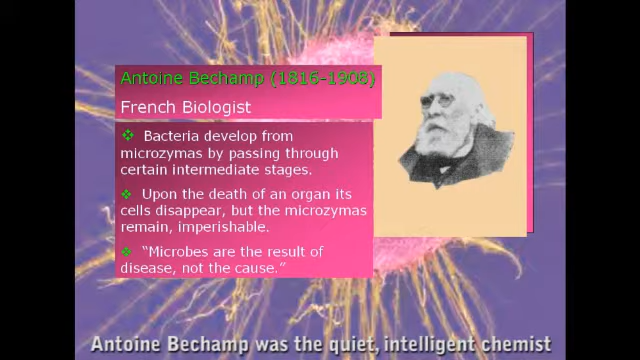 Antoine Bechamp (1816-1908)
French Biologist
❖ Bacteria develop from
microzymas by passing through
certain intermediate stages.
❖ Upon the death of an organ its
cells disappear, but the microzymas
remain, imperishable.
❖ “Microbes are the result of
disease, not the cause.”
Antoine Bechamp was the quiet, intelligent chemist